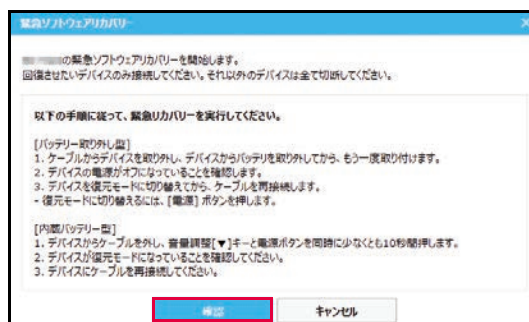 緊急ソフトウェアリカバリー
の緊急ソフトウェアリカバリーを開始します。
回復させたいデバイスのみ接続してください。それ以外のデバイスは全て切断してください。
以下の手順に従って、緊急リカバリーを実行してください。
[バッテリー取り外し型]
1. ケーブルからデバイスを取り外し、デバイスからバッテリを取り外してから、もう一度取り付けます。
2. デバイスの電源がオフになっていることを確認します。
3. デバイスを復元モードに切り替えてから、ケーブルを再接続します。
- 復元モードに切り替えるには、[電源] ボタンを押します。
[内蔵バッテリー型]
1. デバイスからケーブルを外し、音量調整[▼]キーと電源ボタンを同時に少なくとも10秒間押します。
2. デバイスが復元モードになっていることを確認してください。
3. デバイスにケーブルを再接続してください。
確認 キャンセル